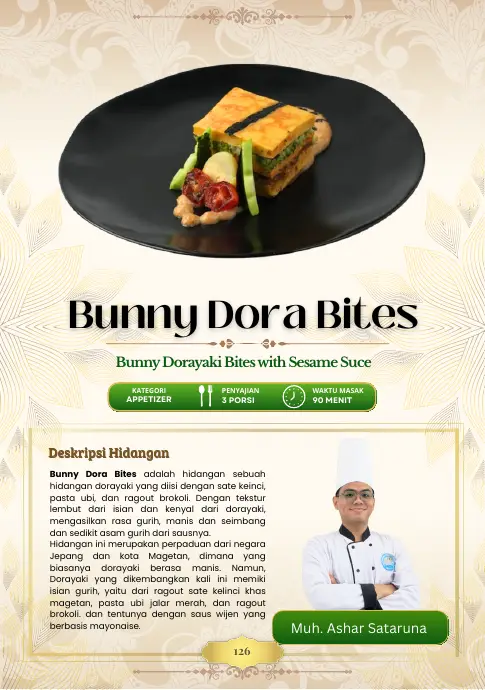 Bunny Dora Bites
Bunny Dorayaki Bites with Sesame Suce
KATEGORI
APPETIZER
PENYAJIAN
3 PORSI
WAKTU MASAK
90 MENIT
Deskripsi Hidangan
Bunny Dora Bites adalah hidangan sebuah
hidangan dorayaki yang diisi dengan sate keinci,
pasta ubi, dan ragout brokoli. Dengan tekstur
lembut dari isian dan kenyal dari dorayaki,
mengasilkan rasa gurih, manis dan seimbang
dan sedikit asam gurih dari sausnya.
Hidangan ini merupakan perpaduan dari negara
Jepang dan kota Magetan, dimana yang
biasanya dorayaki berasa manis. Namun,
Dorayaki yang dikembangkan kali ini memiki
isian gurih, yaitu dari ragout sate kelinci khas
magetan, pasta ubi jalar merah, dan ragout
brokoli. dan tentunya dengan saus wijen yang
berbasis mayonaise.
Muh. Ashar Sataruna
126